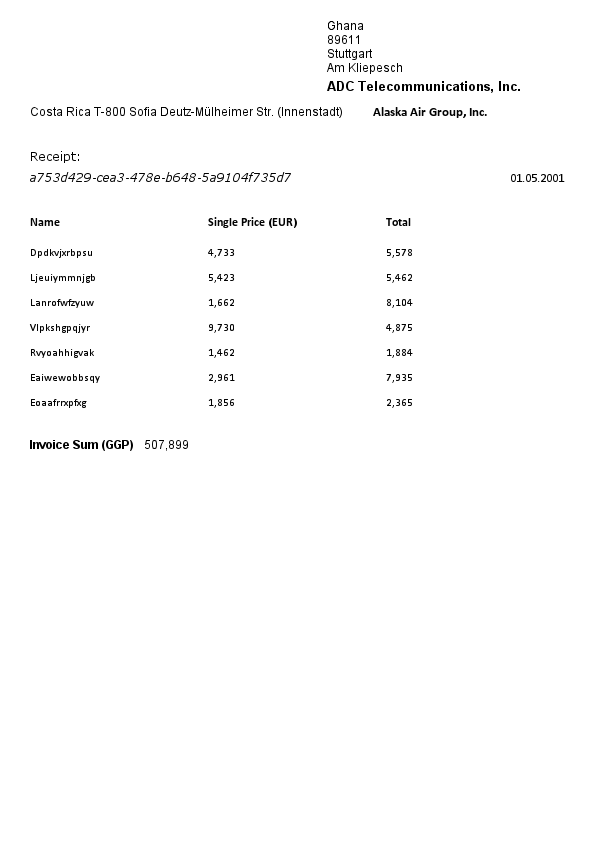 Ghana
89611
Stuttgart
Am Kliepesch
ADC Telecommunications, Inc.
Costa Rica T-800 Sofia Deutz-Mülheimer Str. (Innenstadt) Alaska Air Group, Inc.
Receipt:
a753d429-cea3-478e-b648-5a9104f735d7 01.05.2001
Name Single Price (EUR) Total
Dpdkvjxrbpsu 4,733 5,578
Ljeuiymmnjgb 5,423 5,462
Lanrofwfzyuw 1,662 8,104
Vlpkshgpqjyr 9,730 4,875
Rvyoahhigvak 1,462 1,884
Eaiwewobbsqy 2,961 7,935
Eoaafrrxpfxg 1,856 2,365
Invoice Sum (GGP) 507,899